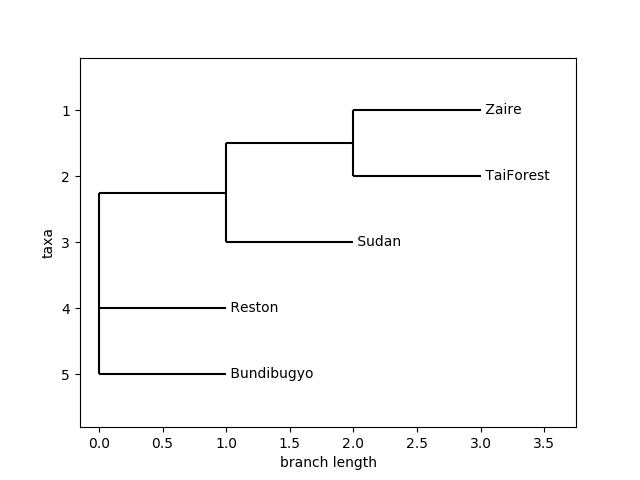 1
Zaire
2
TaiForest
3
Sudan
4
Reston
5
Bundibugyo
taxa
0.0 0.5 1.0 1.5 2.0 2.5 3.0 3.5
branch length